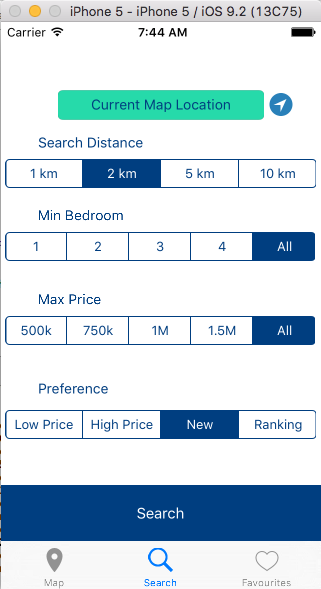 iPhone 5 - iPhone 5 / iOS 9.2 (13C75)
Carrier 7:44 AM
Current Map Location
Search Distance
1 km 2 km 5 km 10 km
Min Bedroom
1 2 3 4 All
Max Price
500k 750k 1M 1.5M All
Preference
Low Price High Price New Ranking
Search
Map Search Favourites